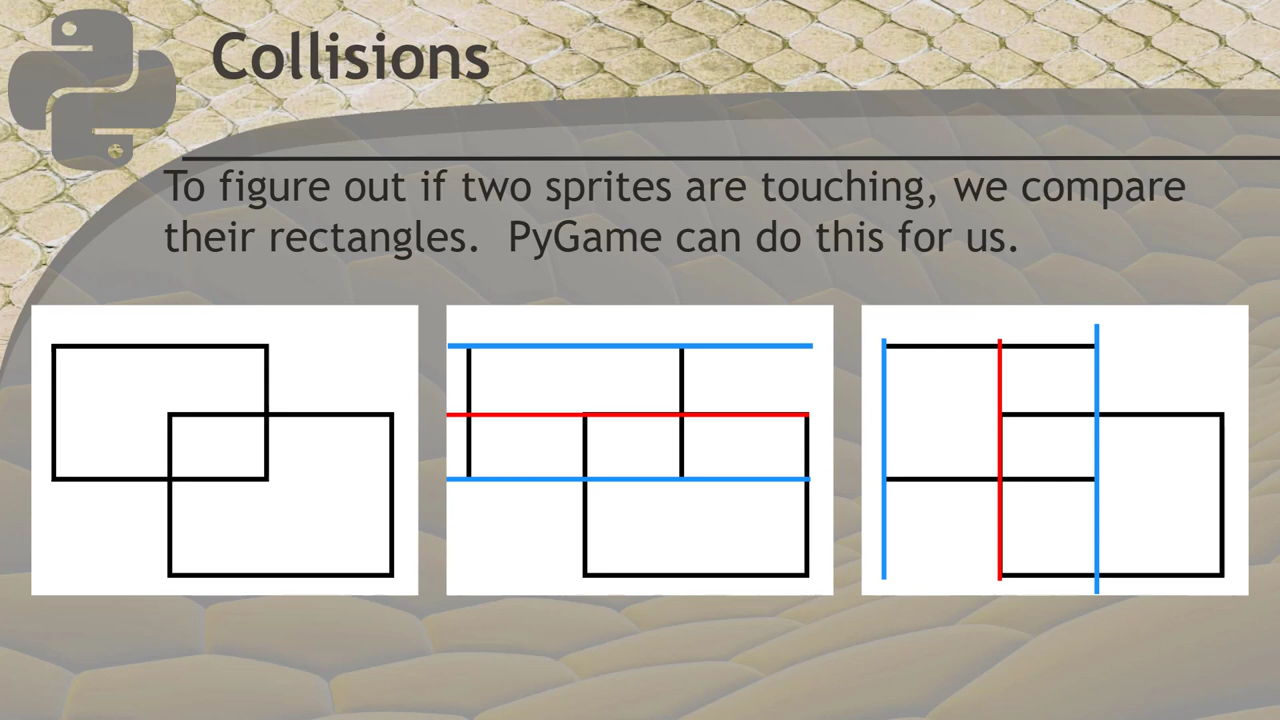 Collisions
To figure out if two sprites are touching, we compare
their rectangles.  PyGame can do this for us.